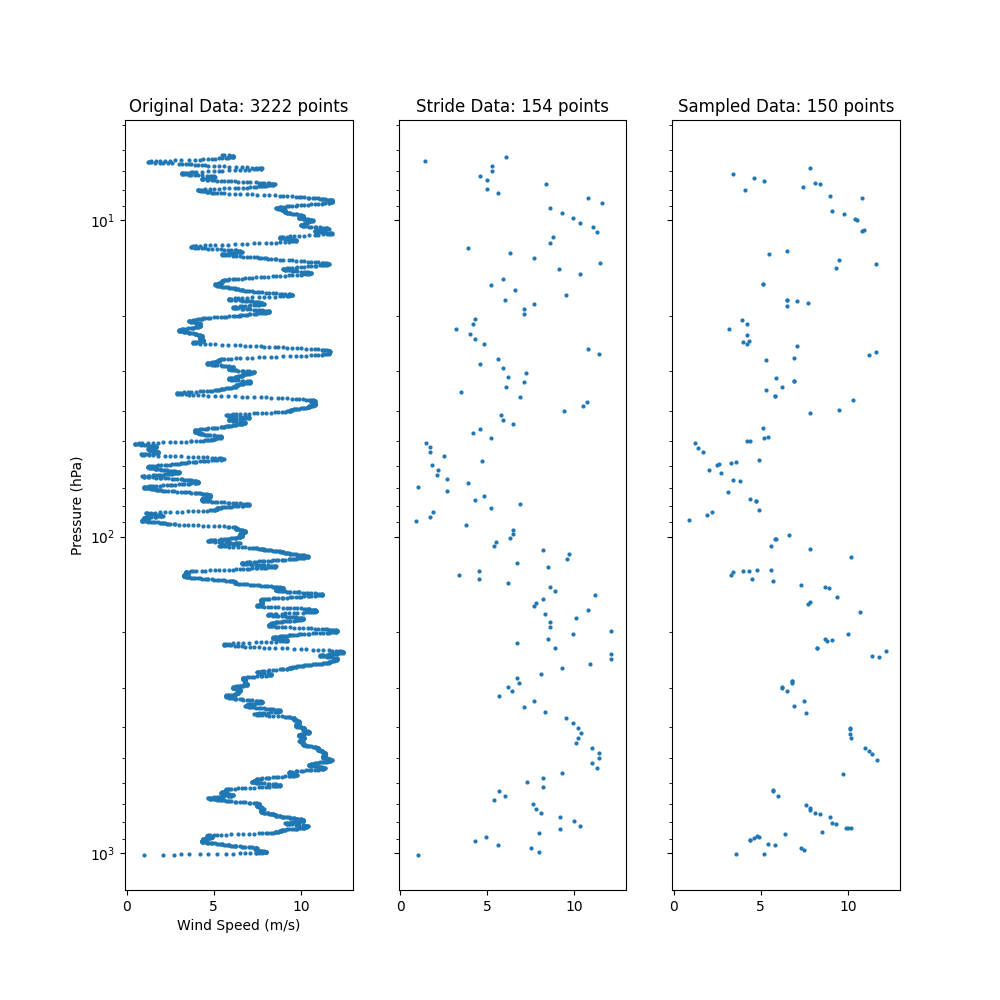 Original Data: 3222 points
Stride Data: 154 points
Sampled Data: 150 points
Pressure (hPa)
10¹
10²
10³
0 5 10
0 5 10
0 5 10
Wind Speed (m/s)